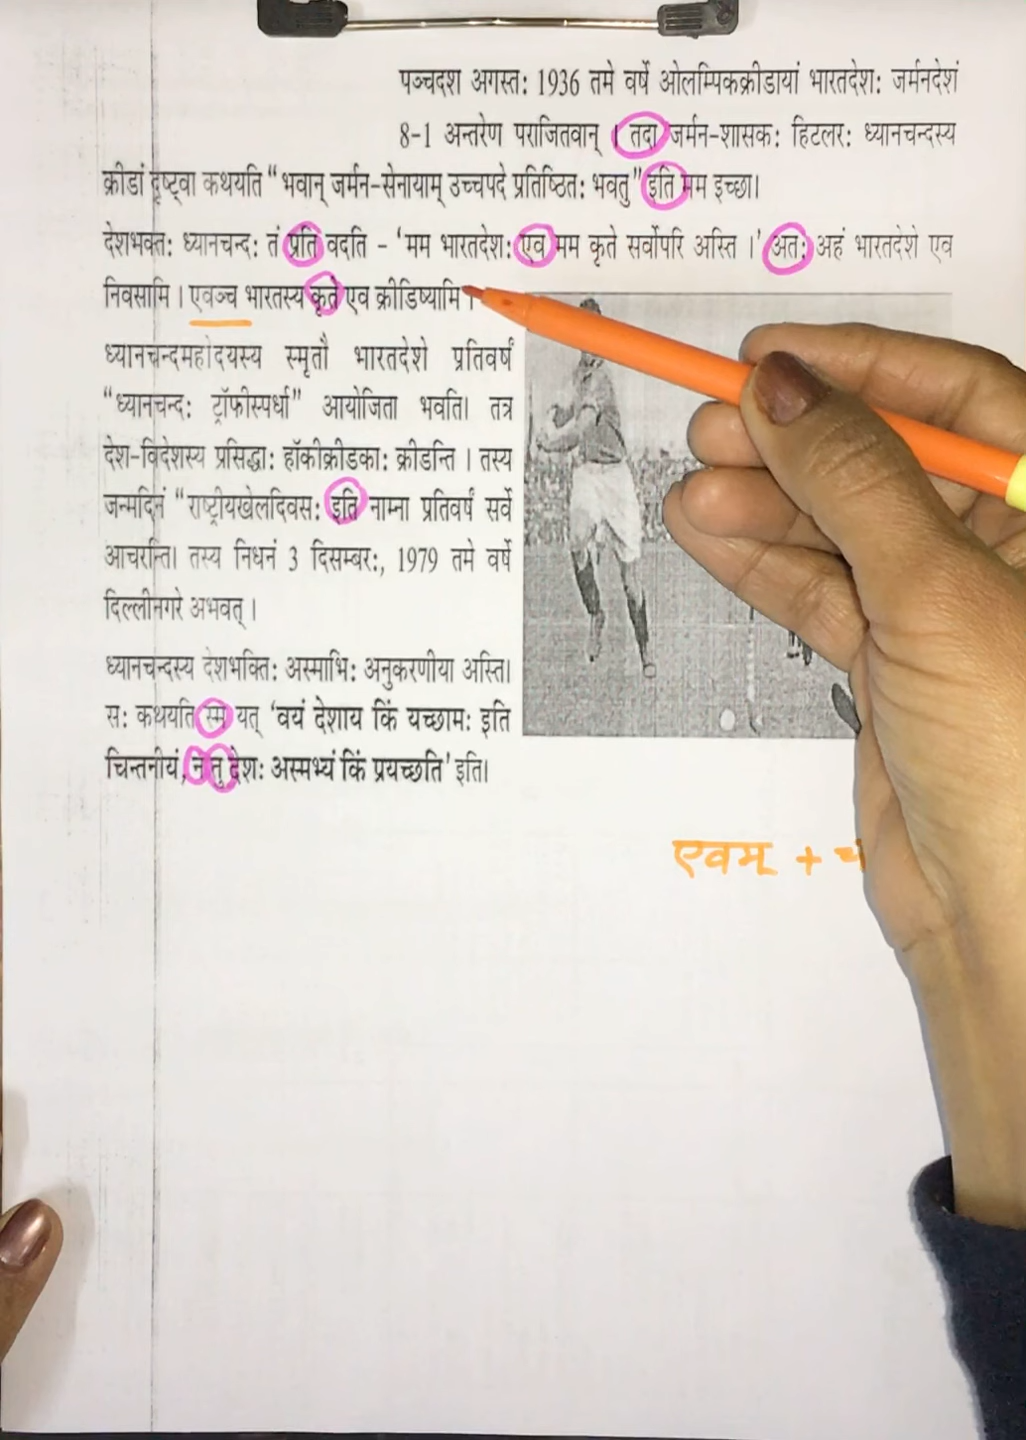 पञ्चदश अगस्त: 1936 तमे वर्षे ओलम्पिकक्रीडायां भारतदेश: जर्मनदेशं
8-1 अन्तरेण पराजितवान् । तदा जर्मन-शासक: हिटलर: ध्यानचन्दस्य
क्रीडां दृष्ट्वा कथयति “भवान् जर्मन-सेनायाम् उच्चपदे प्रतिष्ठित: भवतु” इति मम इच्छा।
देशभक्त: ध्यानचन्द: तं प्रति वदति - ‘मम भारतदेश: एव मम कृते सर्वोपरि अस्ति ।’ अत: अहं भारतदेशे एव
निवसामि । एवञ्च भारतस्य कृते एव क्रीडिष्यामि ।
ध्यानचन्दमहोदयस्य स्मृतौ भारतदेशे प्रतिवर्षं
“ध्यानचन्द: ट्रॉफीस्पर्धा” आयोजिता भवति। तत्र
देश-विदेशस्य प्रसिद्धा: हॉकीक्रीडका: क्रीडन्ति । तस्य
जन्मदिनं “राष्ट्रीयखेलदिवस: इति नाम्ना प्रतिवर्षं सर्वे
आचरन्ति। तस्य निधनं 3 दिसम्बर:, 1979 तमे वर्षे
दिल्लीनगरे अभवत् ।
ध्यानचन्दस्य देशभक्ति: अस्माभि: अनुकरणीया अस्ति।
स: कथयति स्म यत् ‘वयं देशाय किं यच्छाम: इति
चिन्तनीयं, न तु देश: अस्मभ्यं किं प्रयच्छति’ इति।
एवम् +